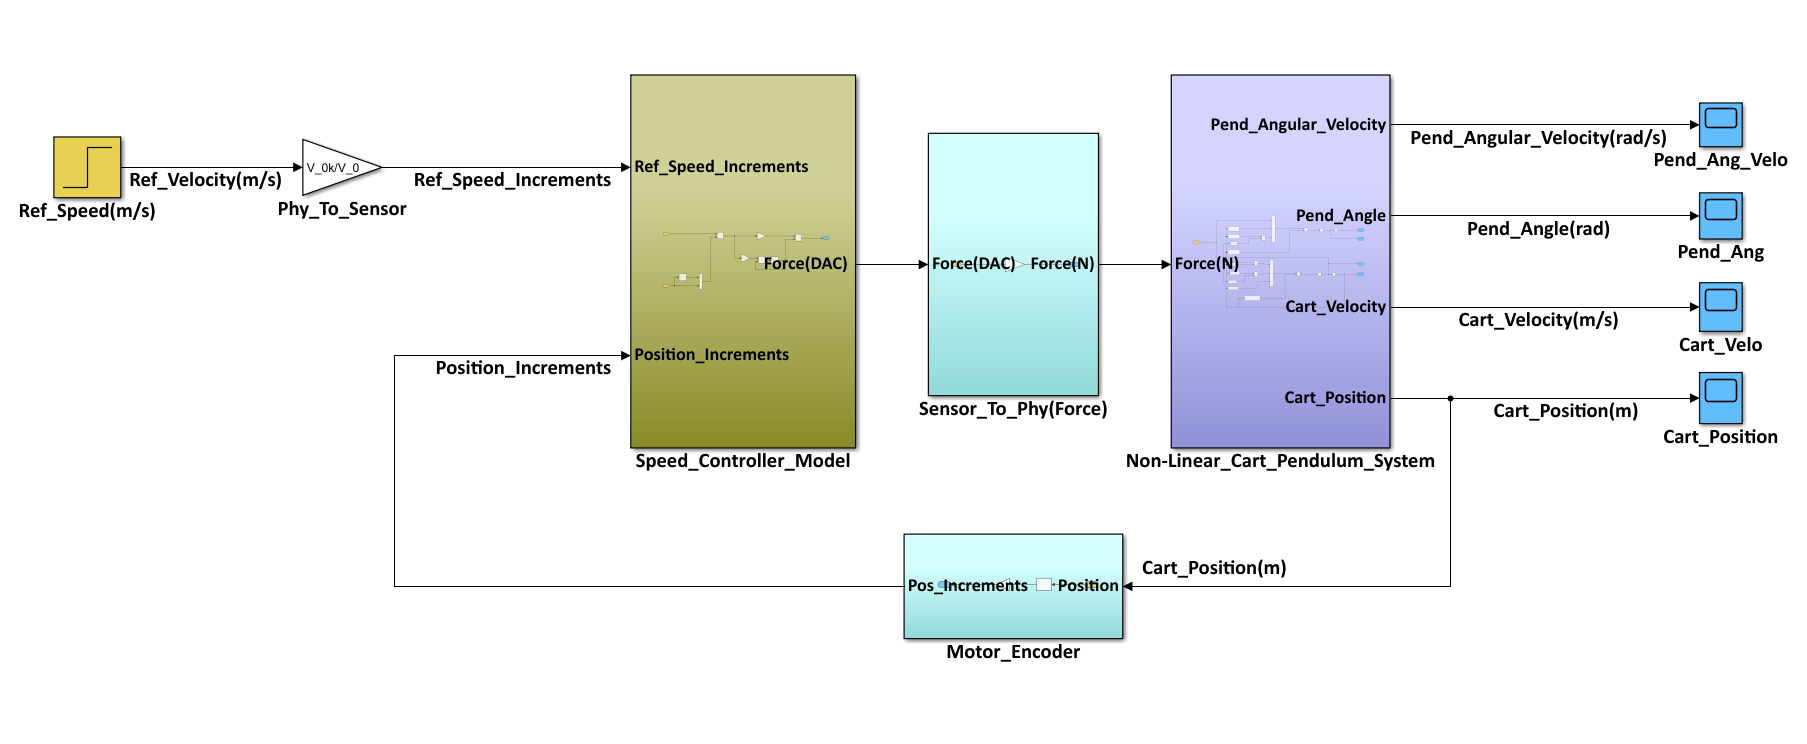 Ref_Velocity(m/s)
Ref_Speed(m/s)
V_0k/V_0
Phy_To_Sensor
Ref_Speed_Increments
Ref_Speed_Increments
Force(DAC)
Position_Increments
Position_Increments
Speed_Controller_Model
Force(DAC)
Force(N)
Sensor_To_Phy(Force)
Pend_Angular_Velocity
Pend_Angle
Force(N)
Cart_Velocity
Cart_Position
Non-Linear_Cart_Pendulum_System
Pend_Angular_Velocity(rad/s)
Pend_Ang_Velo
Pend_Angle(rad)
Pend_Ang
Cart_Velocity(m/s)
Cart_Velo
Cart_Position(m)
Cart_Position
Cart_Position(m)
Pos_Increments
Position
Motor_Encoder